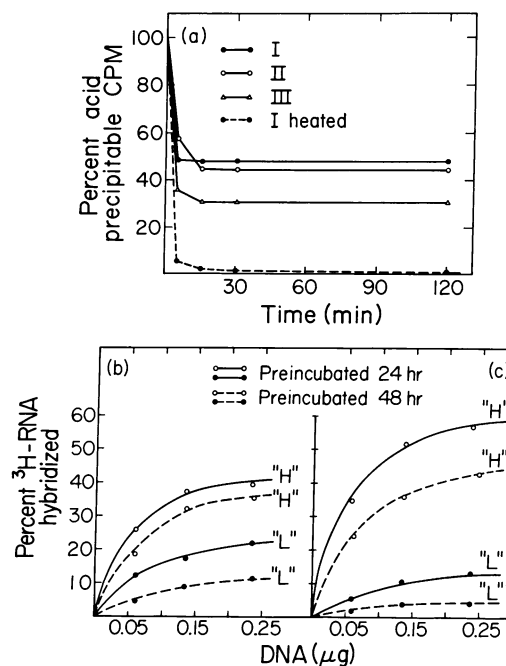 (a)
I
II
III
I heated
Percent acid
precipitable CPM
100
80
60
40
20
30
60
90
120
Time (min)
(b)
Preincubated 24 hr
Preincubated 48 hr
(c)
Percent ³H-RNA
hybridized
60
50
40
30
20
10
"H"
"H"
"L"
"L"
"H"
"H"
"L"
"L"
0.05
0.15
0.25
0.05
0.15
0.25
DNA (μg)